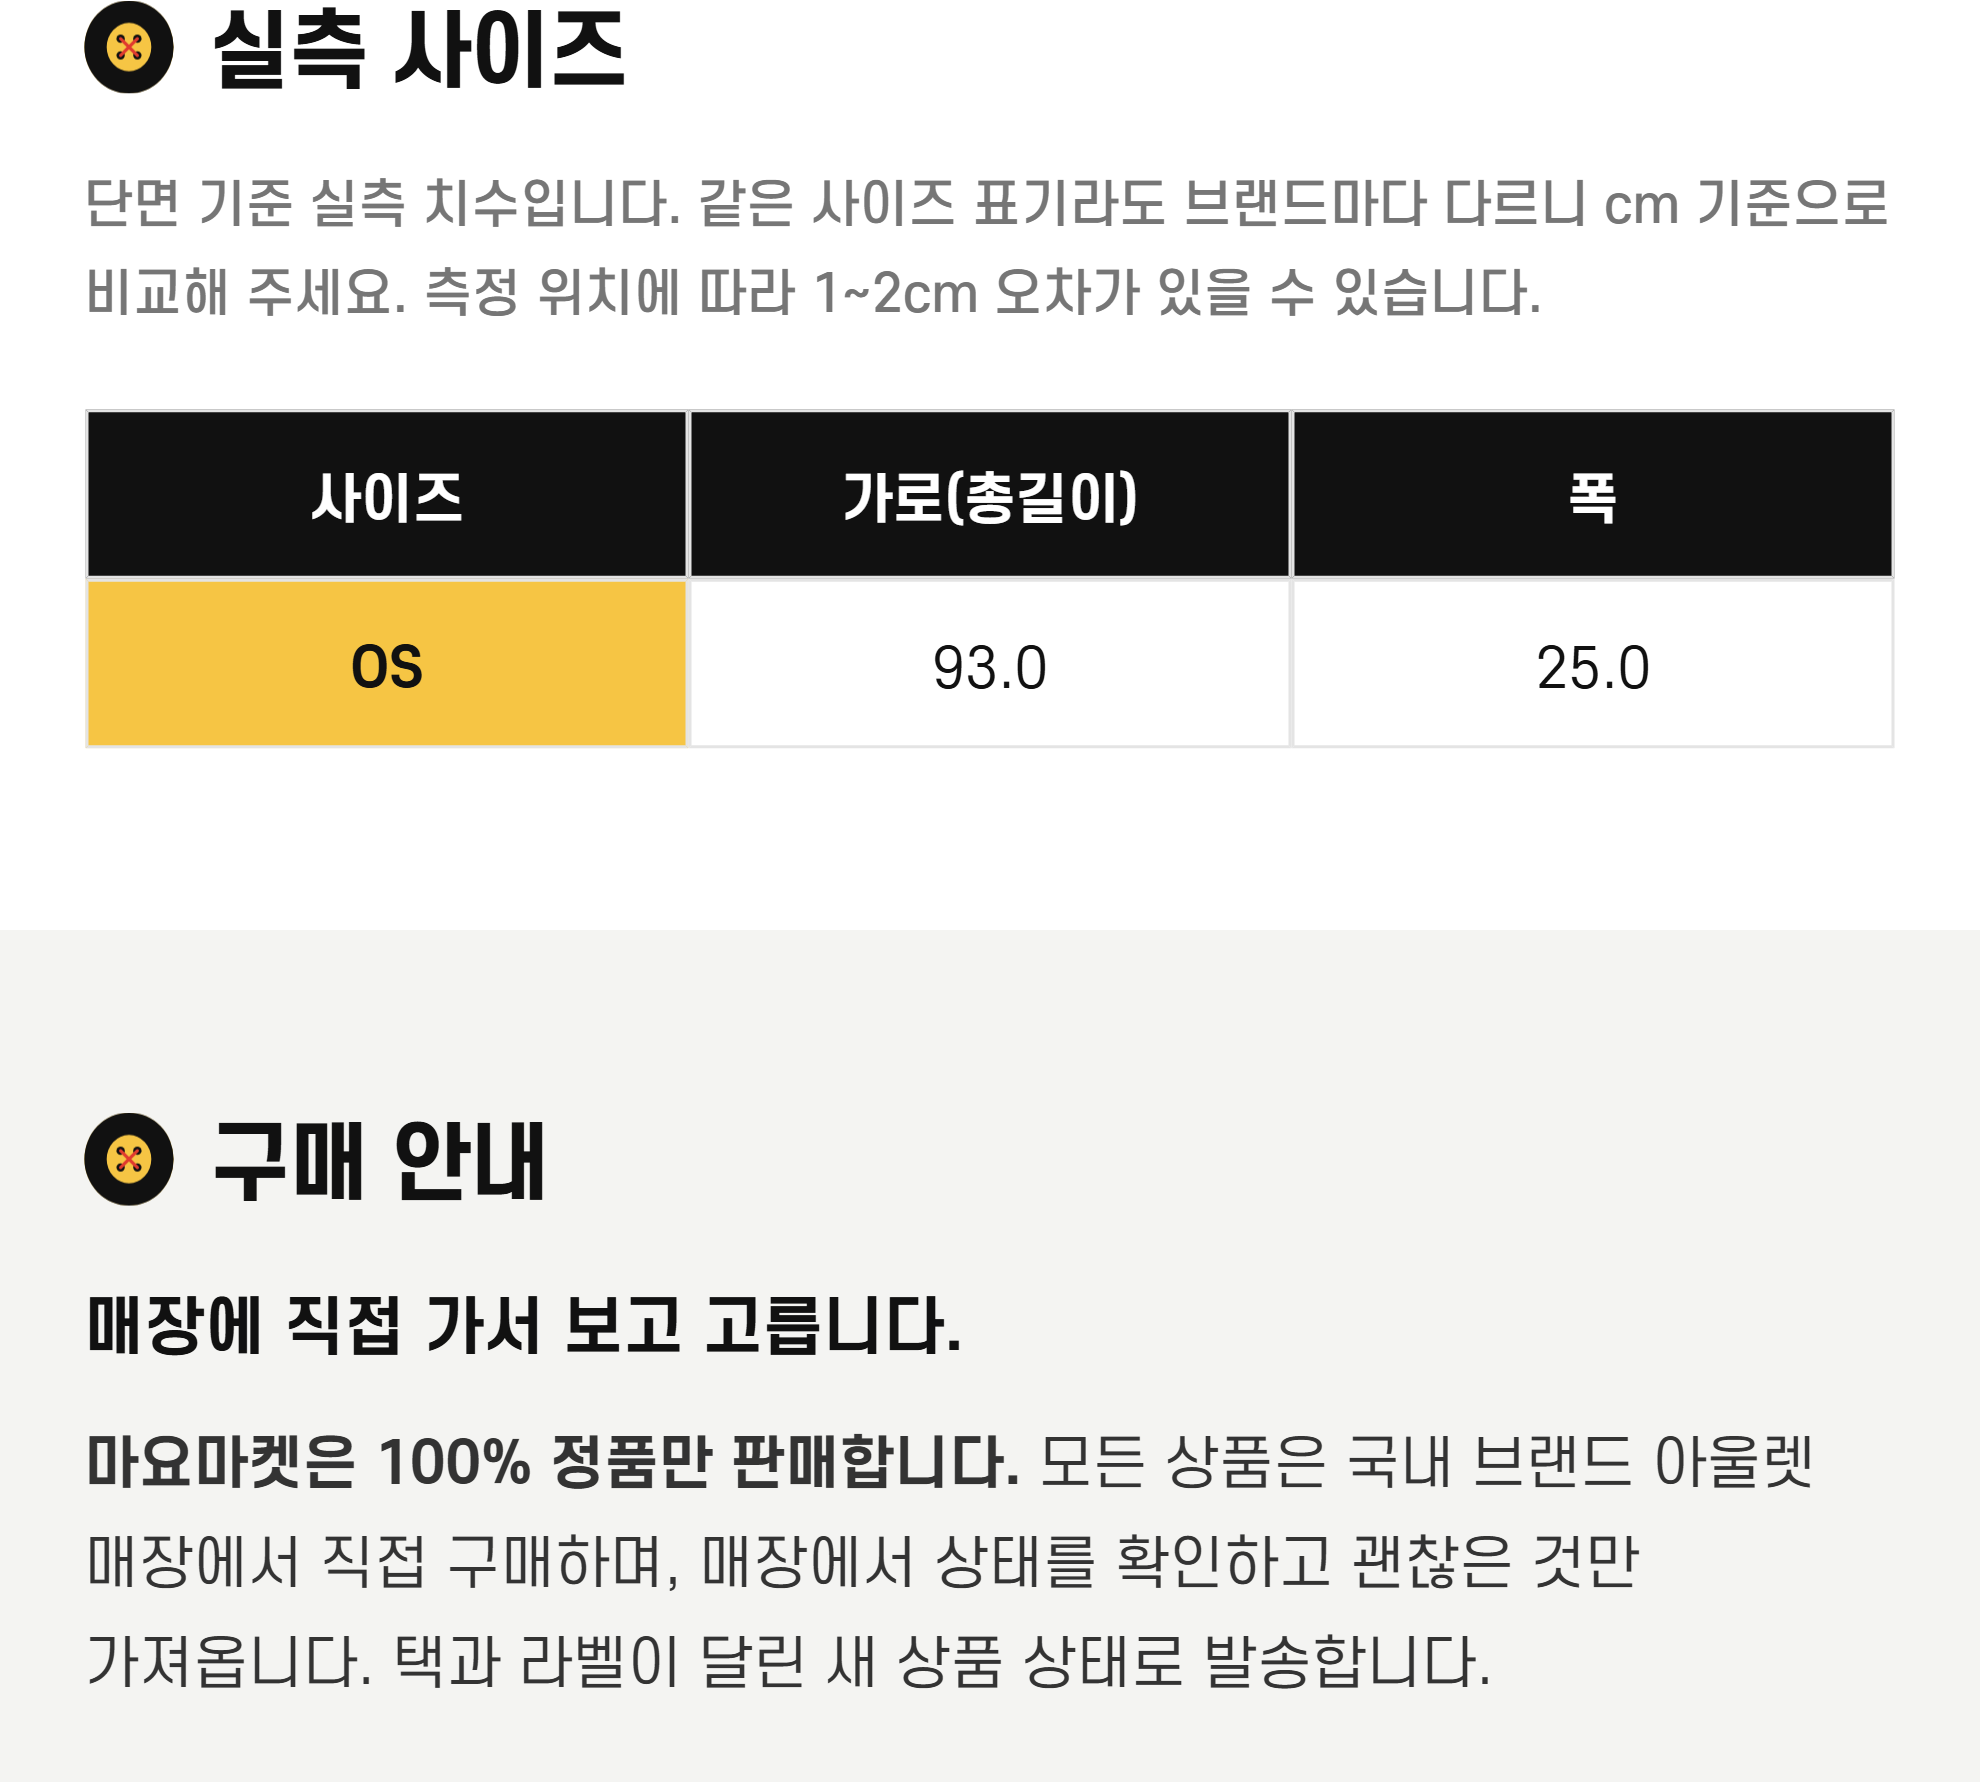 실측 사이즈
단면 기준 실측 치수입니다. 같은 사이즈 표기라도 브랜드마다 다르니 cm 기준으로
비교해 주세요. 측정 위치에 따라 1~2cm 오차가 있을 수 있습니다.
사이즈 가로(총길이) 폭
OS 93.0 25.0
구매 안내
매장에 직접 가서 보고 고릅니다.
마요마켓은 100% 정품만 판매합니다. 모든 상품은 국내 브랜드 아울렛
매장에서 직접 구매하며, 매장에서 상태를 확인하고 괜찮은 것만
가져옵니다. 택과 라벨이 달린 새 상품 상태로 발송합니다.